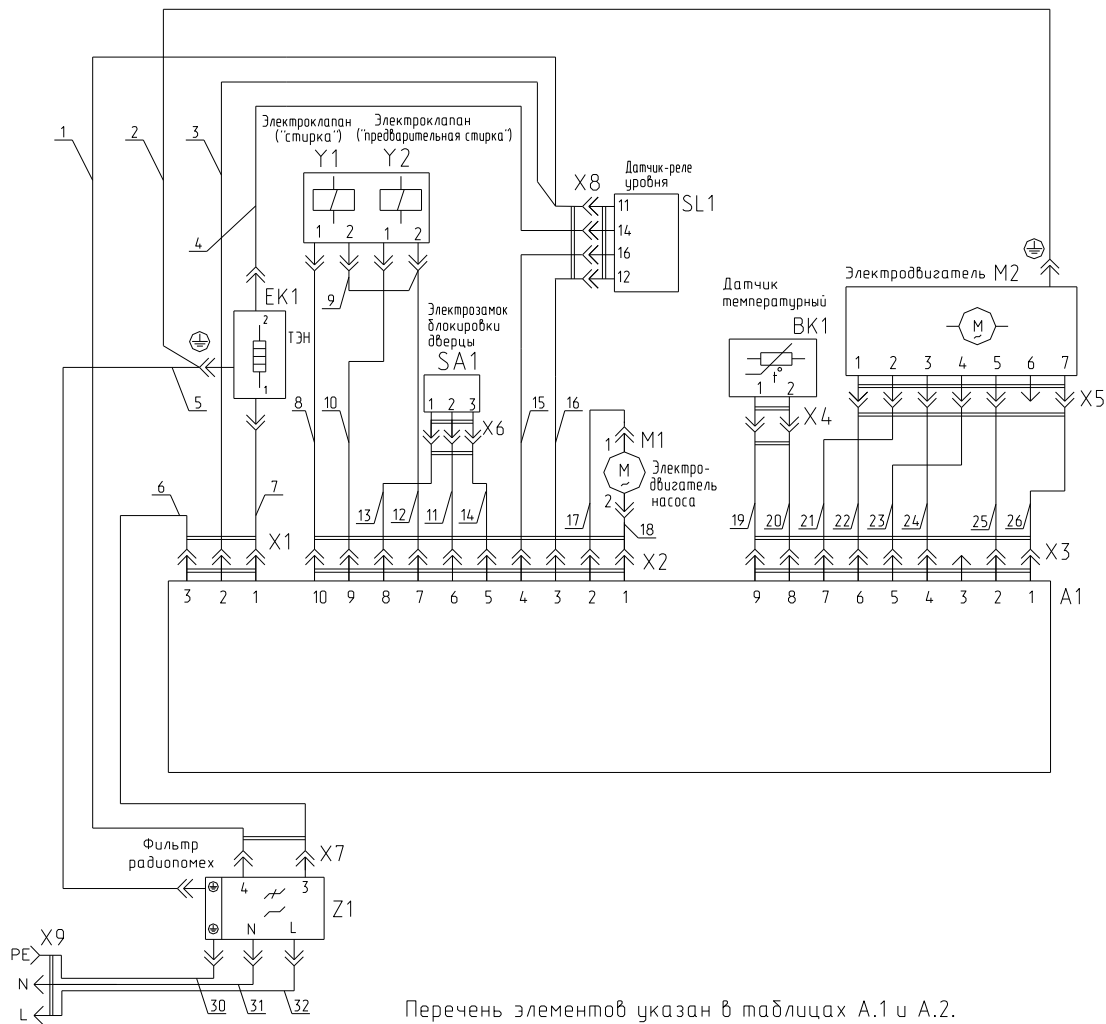 Электроклапан
("стирка")
Электроклапан
("предварительная стирка")
1
2
3
4
Y1
Y2
1 2 1 2
9
Датчик-реле
уровня
X8
SL1
11
14
16
12
EK1
2
ТЭН
1
5
Электрозамок
блокировки
дверцы
SA1
1 2 3
X6
Датчик
температурный
BK1
t°
1 2
X4
Электродвигатель M2
M
~
1 2 3 4 5 6 7
X5
8
10
15
16
1
M1
M
~
2
Электро-
двигатель
насоса
6
7
13
12
11
14
17
18
19
20
21
22
23
24
25
26
X1
X2
X3
3 2 1
10 9 8 7 6 5 4 3 2 1
9 8 7 6 5 4 3 2 1
A1
Фильтр
радиопомех
X7
4 3
Z1
N L
X9
PE
N
L
30
31
32
Перечень элементов указан в таблицах А.1 и А.2.